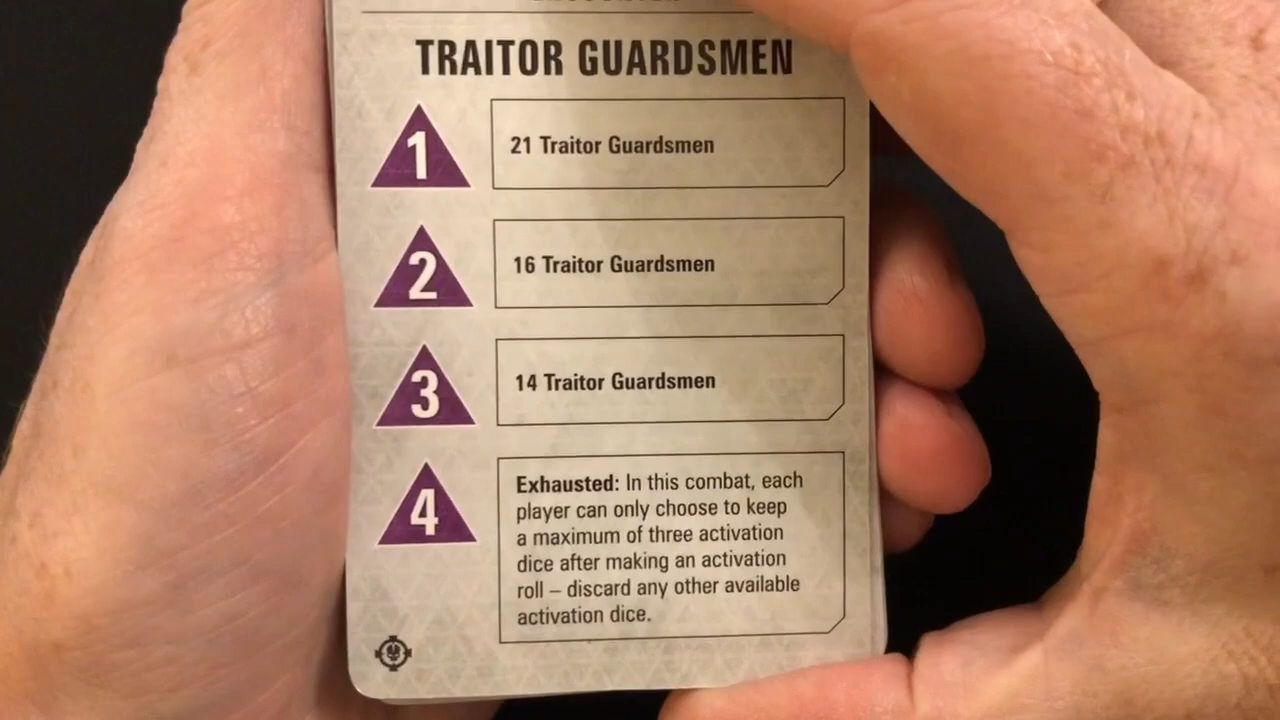 TRAITOR GUARDSMEN
1
21 Traitor Guardsmen
2
16 Traitor Guardsmen
3
14 Traitor Guardsmen
4
Exhausted: In this combat, each
player can only choose to keep
a maximum of three activation
dice after making an activation
roll – discard any other available
activation dice.